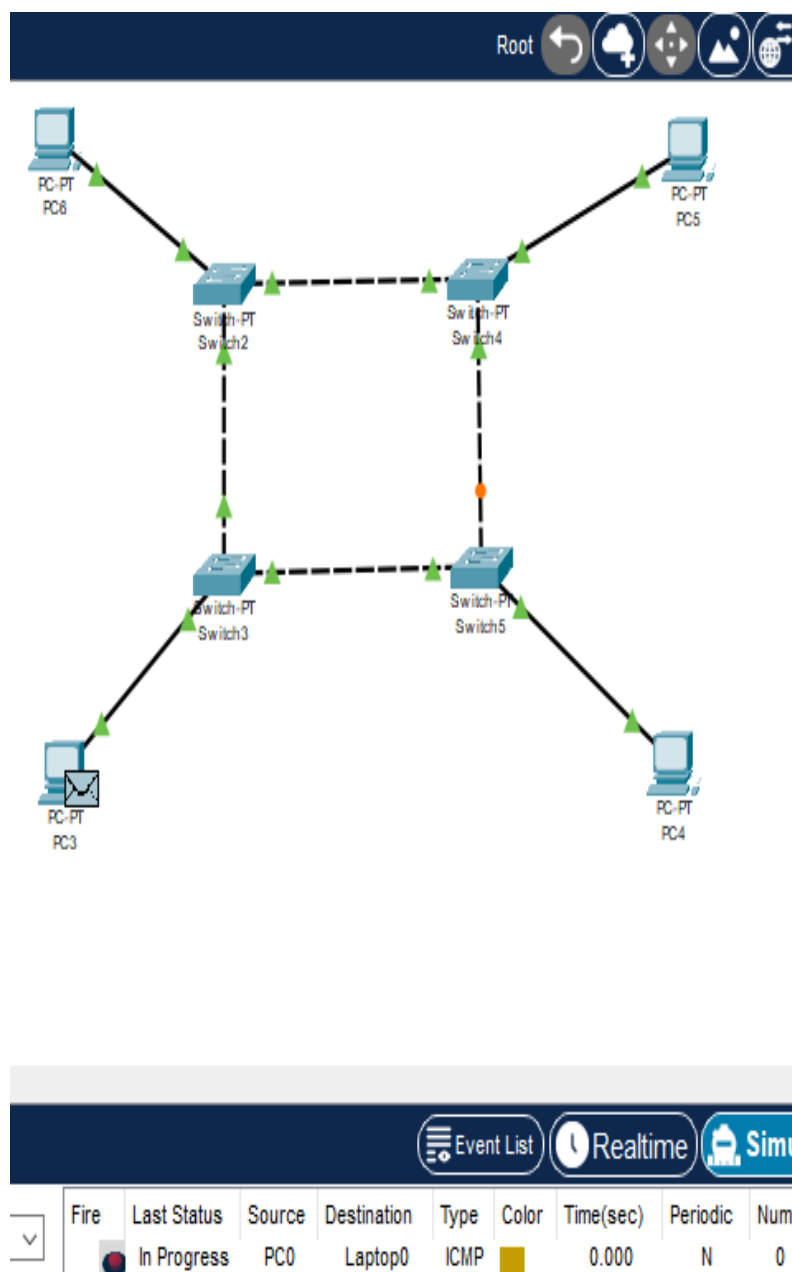 Root
PC-PT
PC6
PC-PT
PC5
Switch-PT
Switch2
Switch-PT
Switch4
Switch-PT
Switch3
Switch-PT
Switch5
PC-PT
PC3
PC-PT
PC4
Event List Realtime Simu
Fire Last Status Source Destination Type Color Time(sec) Periodic Num
In Progress PC0 Laptop0 ICMP 0.000 N 0